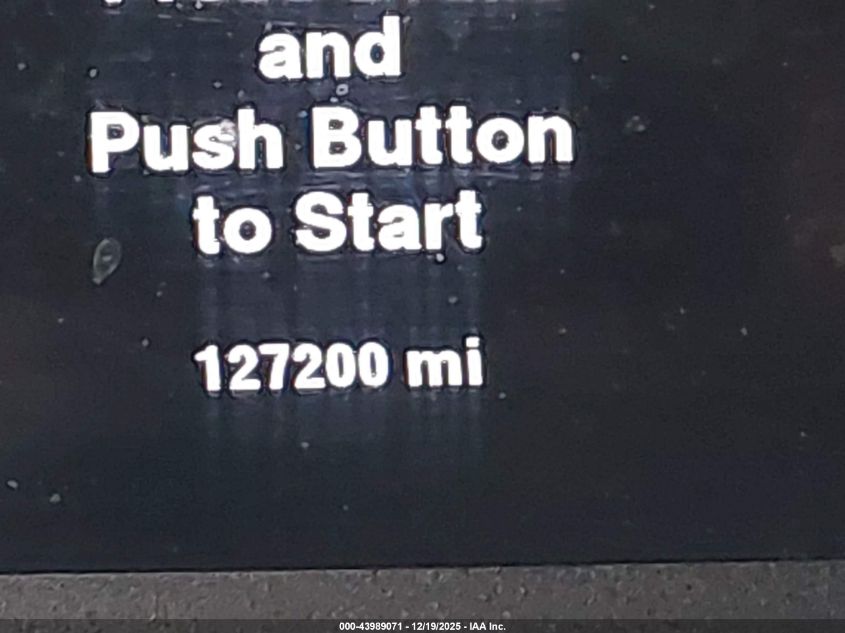 and
Push Button
to Start
127200 mi
000-43989071 - 12/19/2025 - IAA Inc.